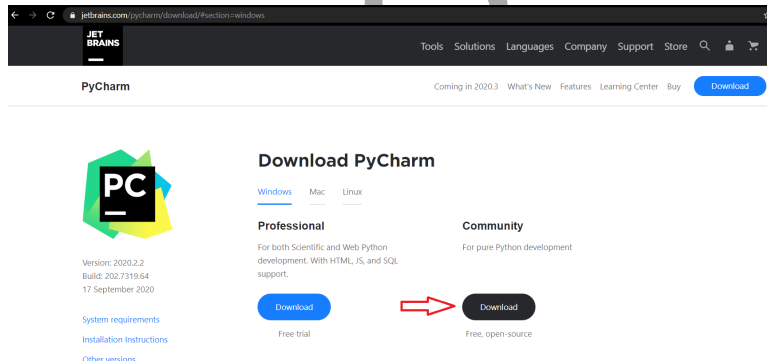 jetbrains.com/pycharm/download/#section=windows
JET
BRAINS
Tools Solutions Languages Company Support Store
PyCharm
Coming in 2020.3 What's New Features Learning Center Buy Download
Download PyCharm
PC
Windows Mac Linux
Professional
For both Scientific and Web Python
development. With HTML, JS, and SQL
support.
Download
Free trial
Community
For pure Python development
Download
Free, open-source
Version: 2020.2.2
Build: 202.7319.64
17 September 2020
System requirements
Installation Instructions
Other versions